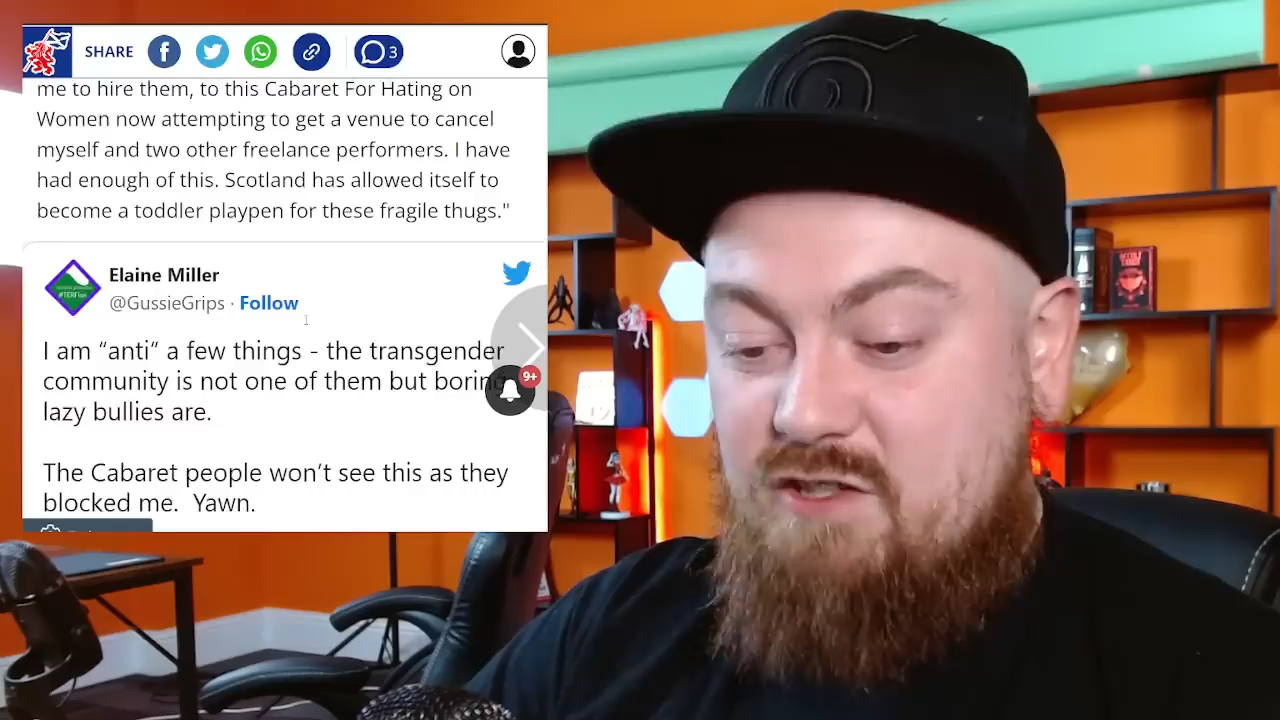 SHARE
3
me to hire them, to this Cabaret For Hating on
Women now attempting to get a venue to cancel
myself and two other freelance performers. I have
had enough of this. Scotland has allowed itself to
become a toddler playpen for these fragile thugs."
Elaine Miller
@GussieGrips · Follow
I am “anti” a few things - the transgender
community is not one of them but boring
9+
lazy bullies are.
The Cabaret people won’t see this as they
blocked me. Yawn.